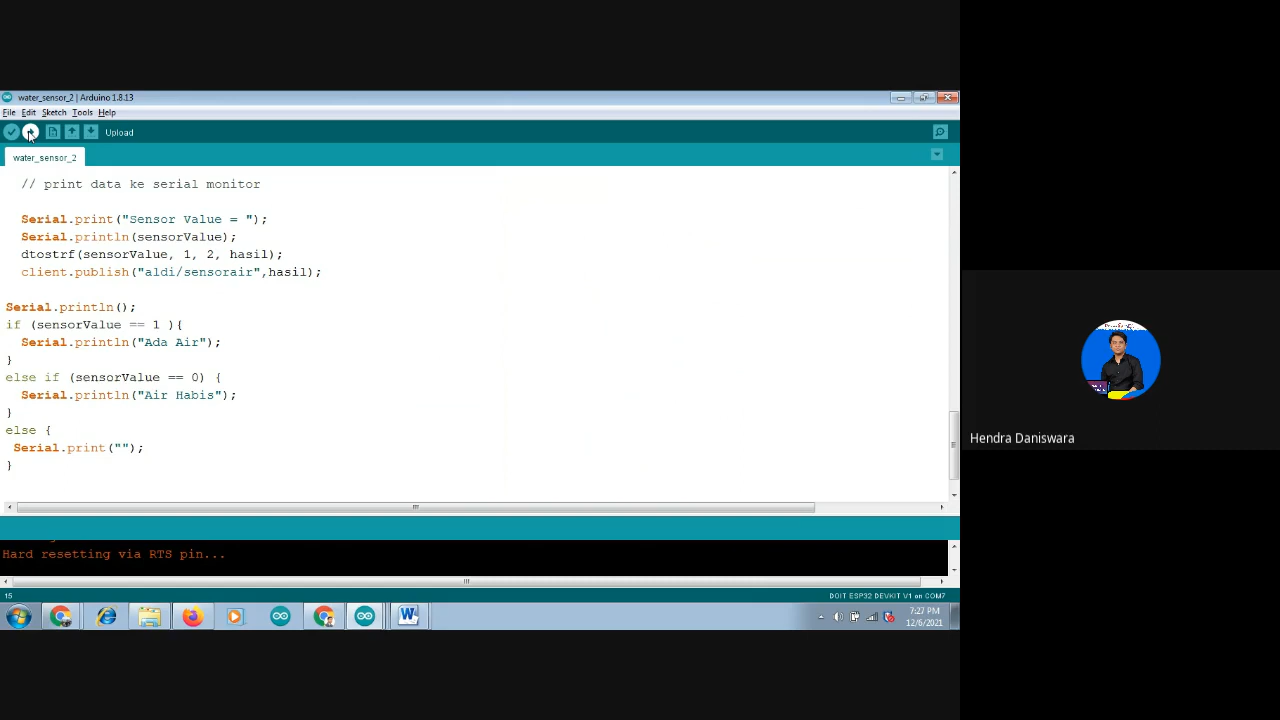 water_sensor_2 | Arduino 1.8.13
File Edit Sketch Tools Help
Upload
water_sensor_2
// print data ke serial monitor
Serial.print("Sensor Value = ");
Serial.println(sensorValue);
dtostrf(sensorValue, 1, 2, hasil);
client.publish("aldi/sensorair",hasil);
Serial.println();
if (sensorValue == 1 ){
Serial.println("Ada Air");
}
else if (sensorValue == 0) {
Serial.println("Air Habis");
}
else {
Serial.print("");
}
Hard resetting via RTS pin...
15
DOIT ESP32 DEVKIT V1 on COM7
7:27 PM
12/6/2021
Hendra Daniswara